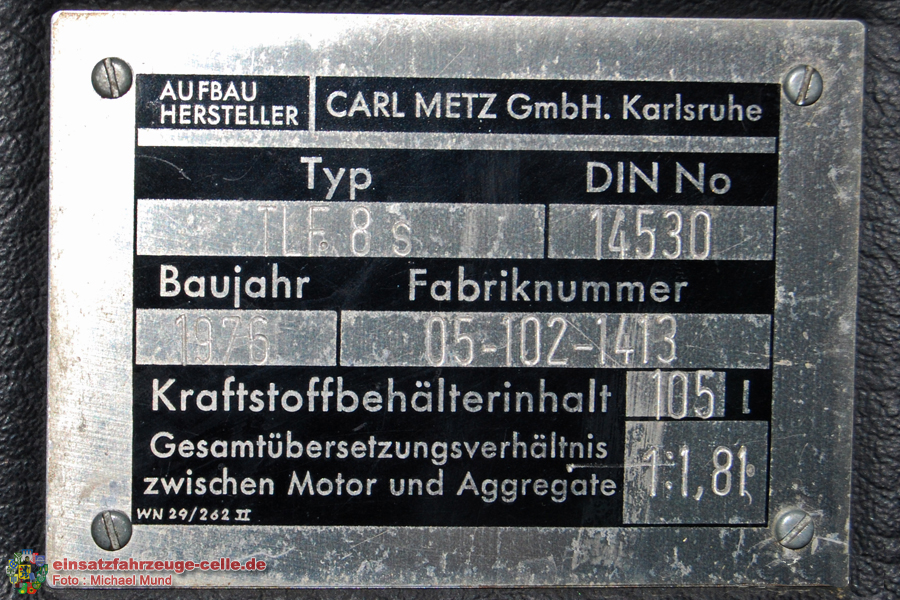 AUFBAU
HERSTELLER
CARL METZ GmbH. Karlsruhe
Typ DIN No
TLF. 8 s 14530
Baujahr Fabriknummer
1976 05-102-1413
Kraftstoffbehälterinhalt 105 l
Gesamtübersetzungsverhältnis
zwischen Motor und Aggregate 1:1,81
WN 29/262 II
einsatzfahrzeuge-celle.de
Foto : Michael Mund